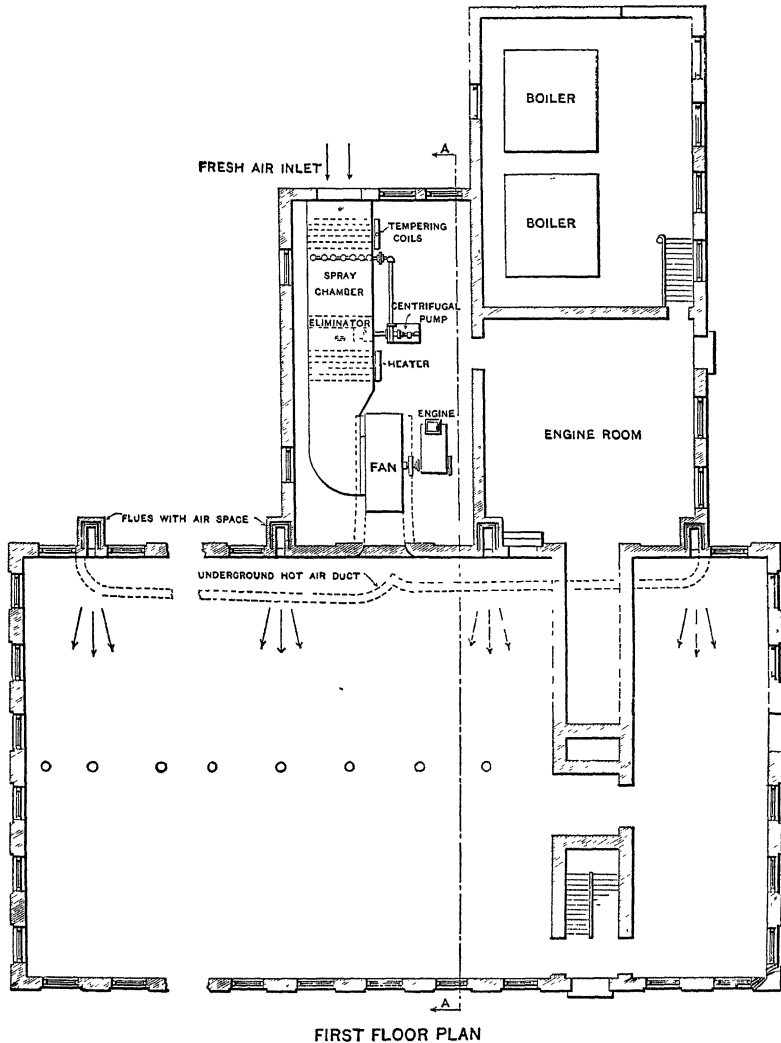 BOILER
A
FRESH AIR INLET
BOILER
TEMPERING
COILS
SPRAY
CHAMBER
CENTRIFUGAL
PUMP
ELIMINATOR
HEATER
ENGINE
FAN
ENGINE ROOM
FLUES WITH AIR SPACE
UNDERGROUND HOT AIR DUCT
A
FIRST FLOOR PLAN